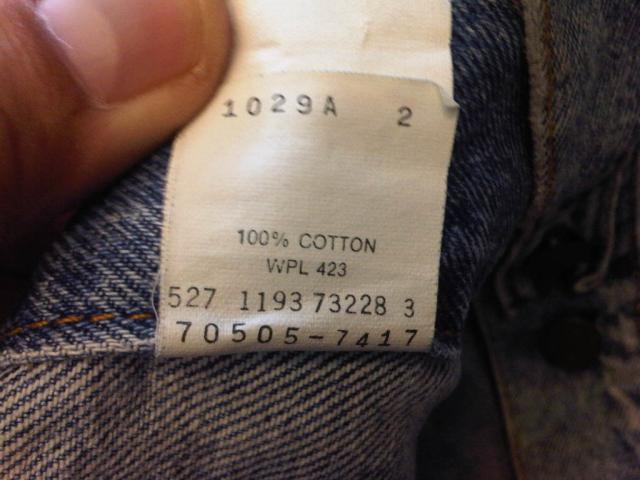 1029A 2
100% COTTON
WPL 423
527 1193 73228 3
70505-7417